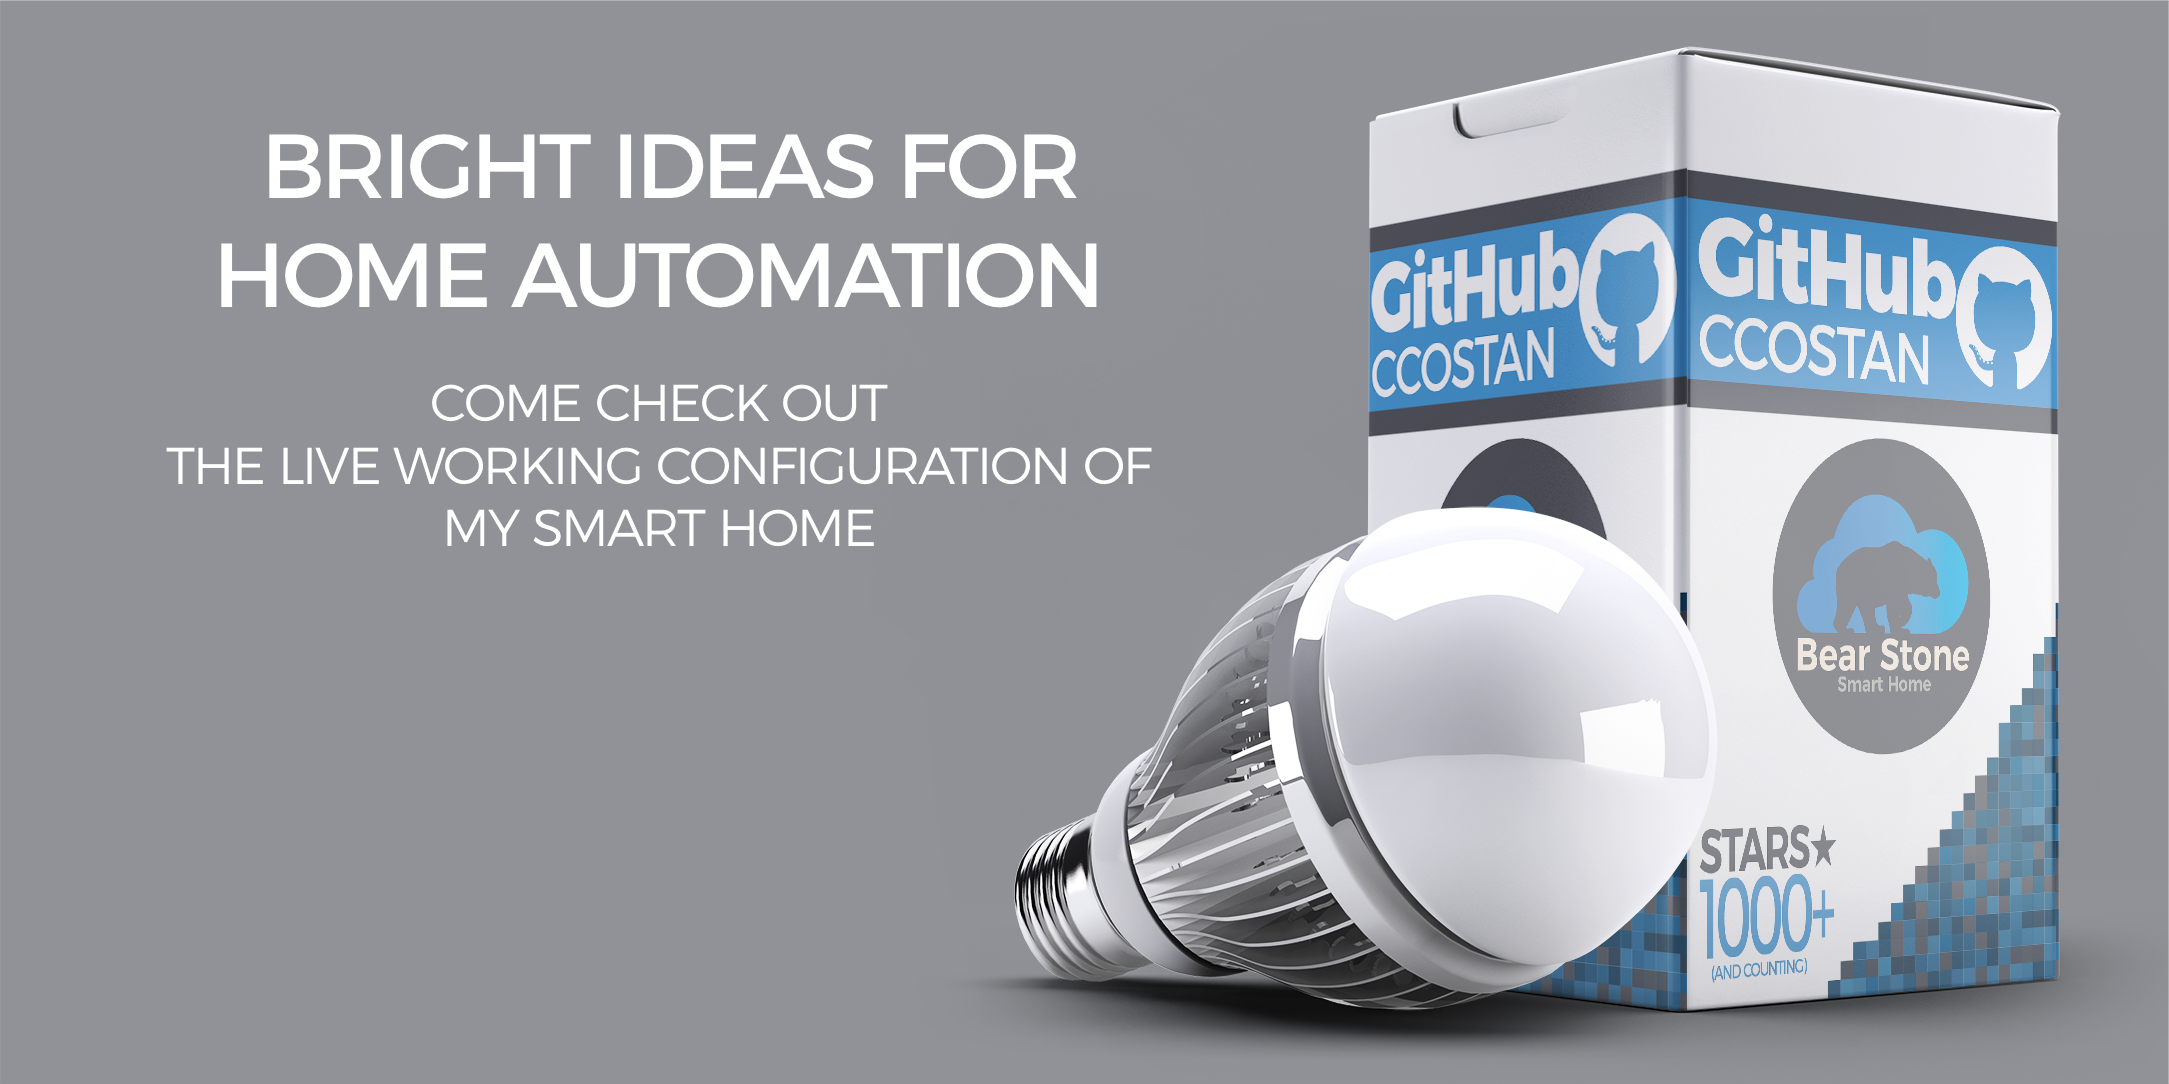 BRIGHT IDEAS FOR
HOME AUTOMATION
COME CHECK OUT
THE LIVE WORKING CONFIGURATION OF
MY SMART HOME
GitHub
CCOSTAN
GitHub
CCOSTAN
Bear Stone
Smart Home
STARS★
1000+
(AND COUNTING)